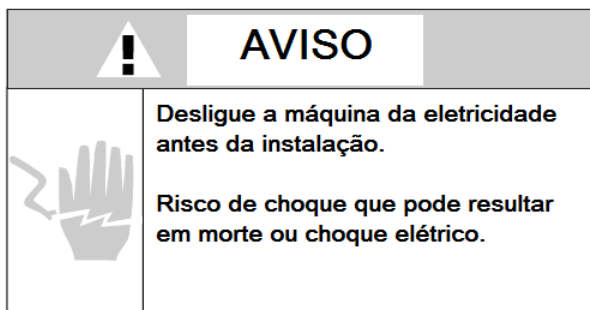 AVISO
Desligue a máquina da eletricidade
antes da instalação.
Risco de choque que pode resultar
em morte ou choque elétrico.